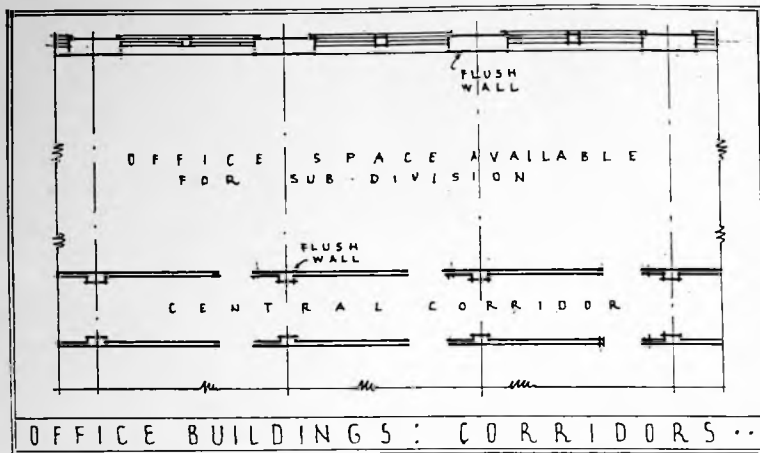 FLUSH
WALL
OFFICE SPACE AVAILABLE
FOR SUB-DIVISION
FLUSH
WALL
CENTRAL CORRIDOR
OFFICE BUILDINGS: CORRIDORS··